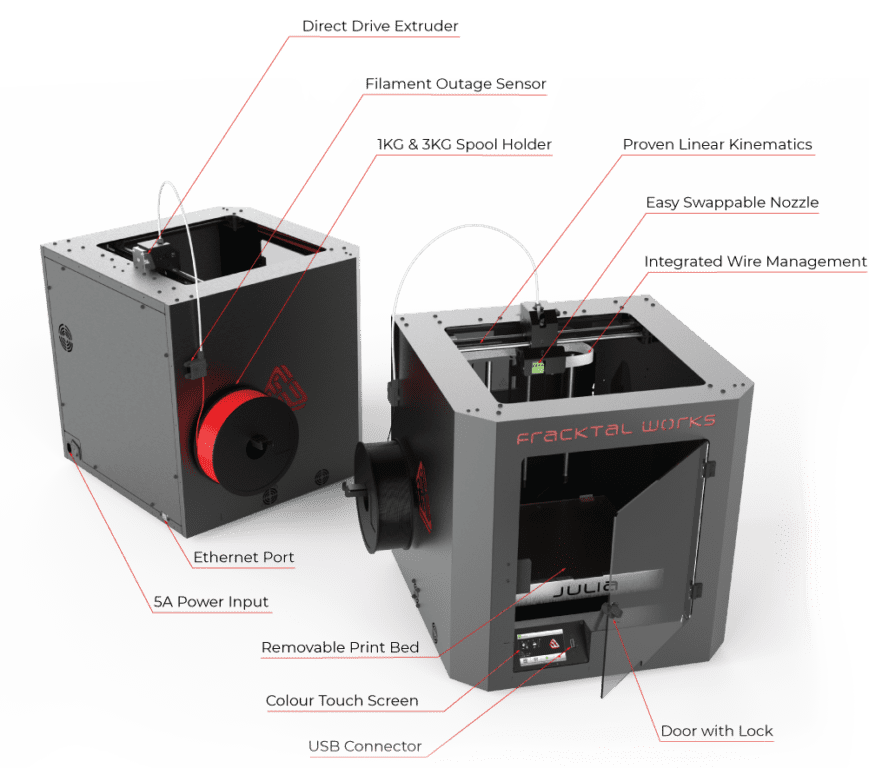 Direct Drive Extruder
Filament Outage Sensor
1KG & 3KG Spool Holder
Proven Linear Kinematics
Easy Swappable Nozzle
Integrated Wire Management
FRACKTAL WORKS
Ethernet Port
5A Power Input
JULIA
Removable Print Bed
Colour Touch Screen
Door with Lock
USB Connector